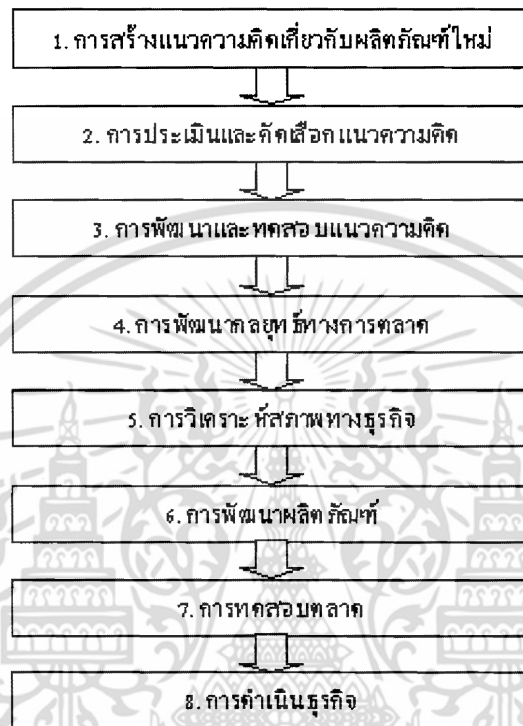 1. การสร้างแนวความคิดเกี่ยวกับผลิตภัณฑ์ใหม่
2. การประเมินและคัดเลือกแนวความคิด
3. การพัฒนาและทดสอบแนวความคิด
4. การพัฒนากลยุทธ์ทางการตลาด
5. การวิเคราะห์สภาพทางธุรกิจ
6. การพัฒนาผลิตภัณฑ์
7. การทดสอบตลาด
8. การดำเนินธุรกิจ